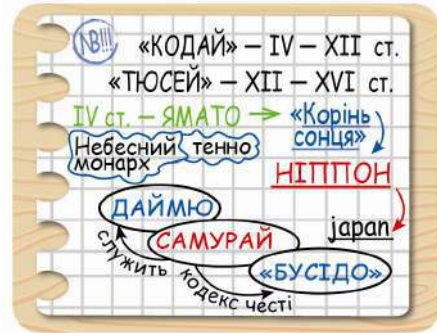 NB!!!
«КОДАЙ» – IV – XII ст.
«ТЮСЕЙ» – XII – XVI ст.
IV ст. – ЯМАТО → «Корінь
сонця»
Небесний тенно
монарх
НІППОН
ДАЙМЮ
japan
САМУРАЙ
служить
«БУСІДО»
кодекс честі